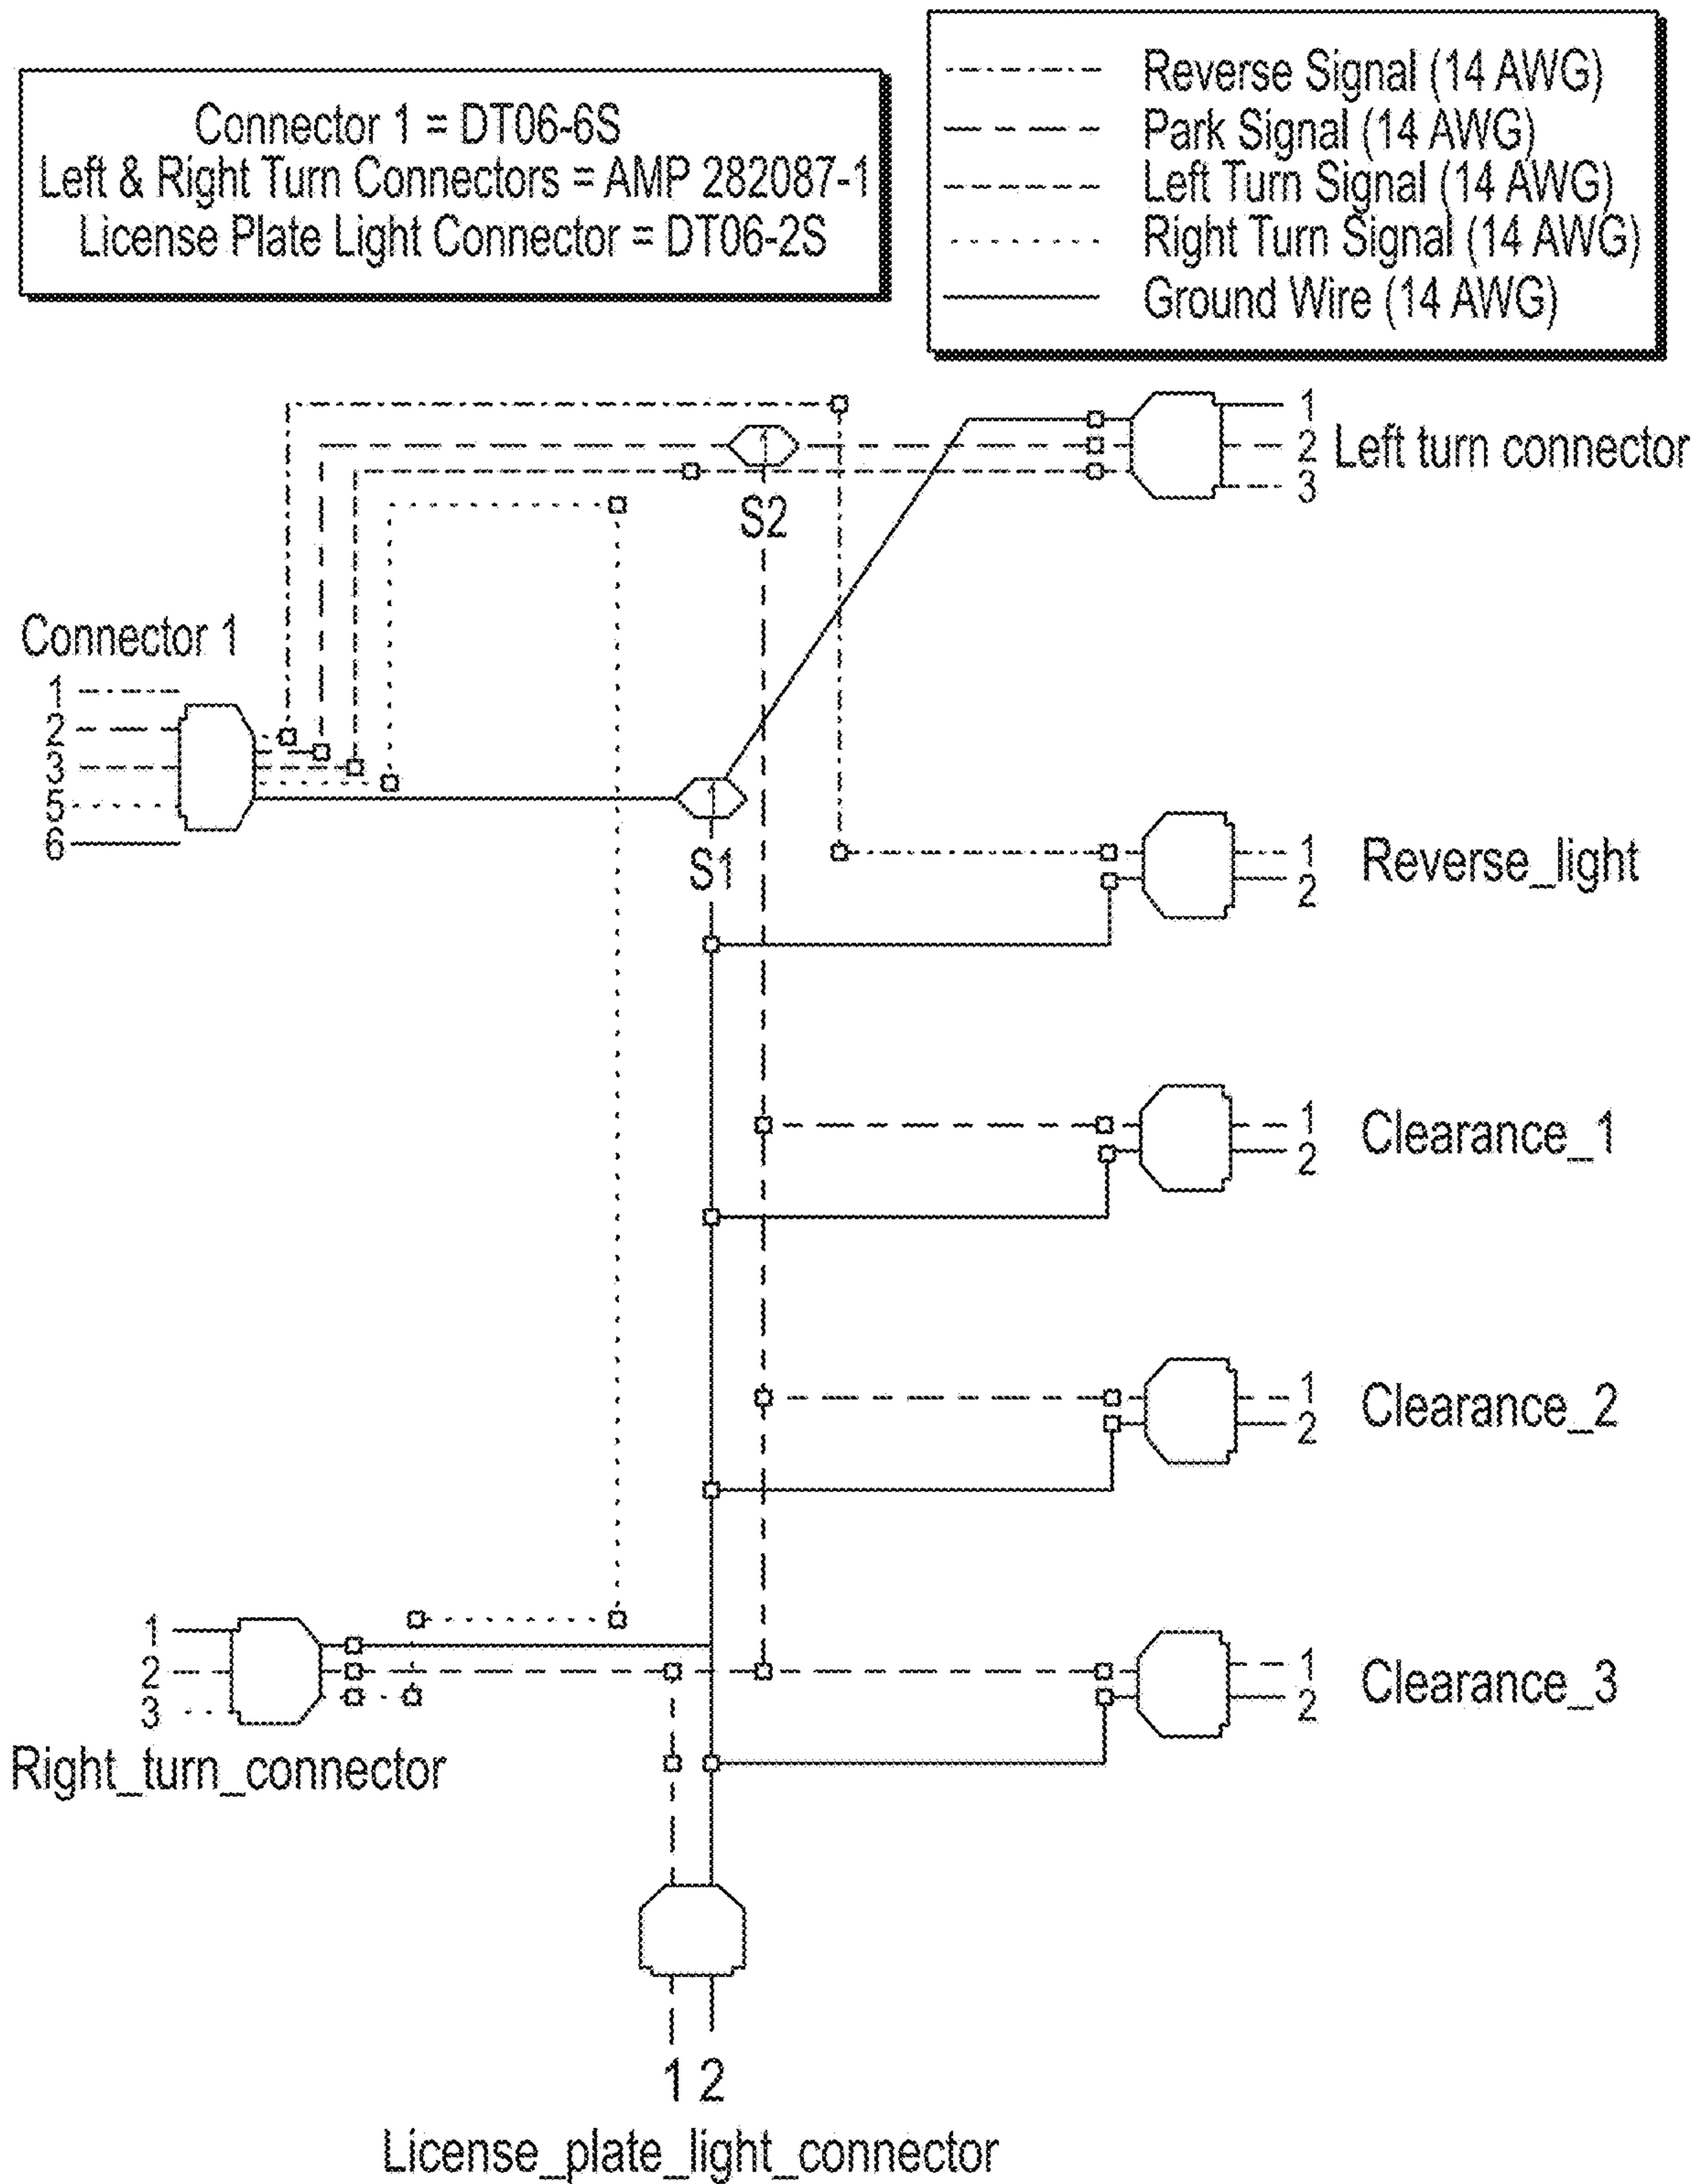 Connector 1 = DT06-6S
Left & Right Turn Connectors = AMP 282087-1
License Plate Light Connector = DT06-2S
Reverse Signal (14 AWG)
Park Signal (14 AWG)
Left Turn Signal (14 AWG)
Right Turn Signal (14 AWG)
Ground Wire (14 AWG)
1
2
3
Left turn connector
S2
Connector 1
1
2
3
5
6
S1
1
2
Reverse_light
1
2
Clearance_1
1
2
Clearance_2
1
2
3
Right_turn_connector
1
2
Clearance_3
1 2
License_plate_light_connector